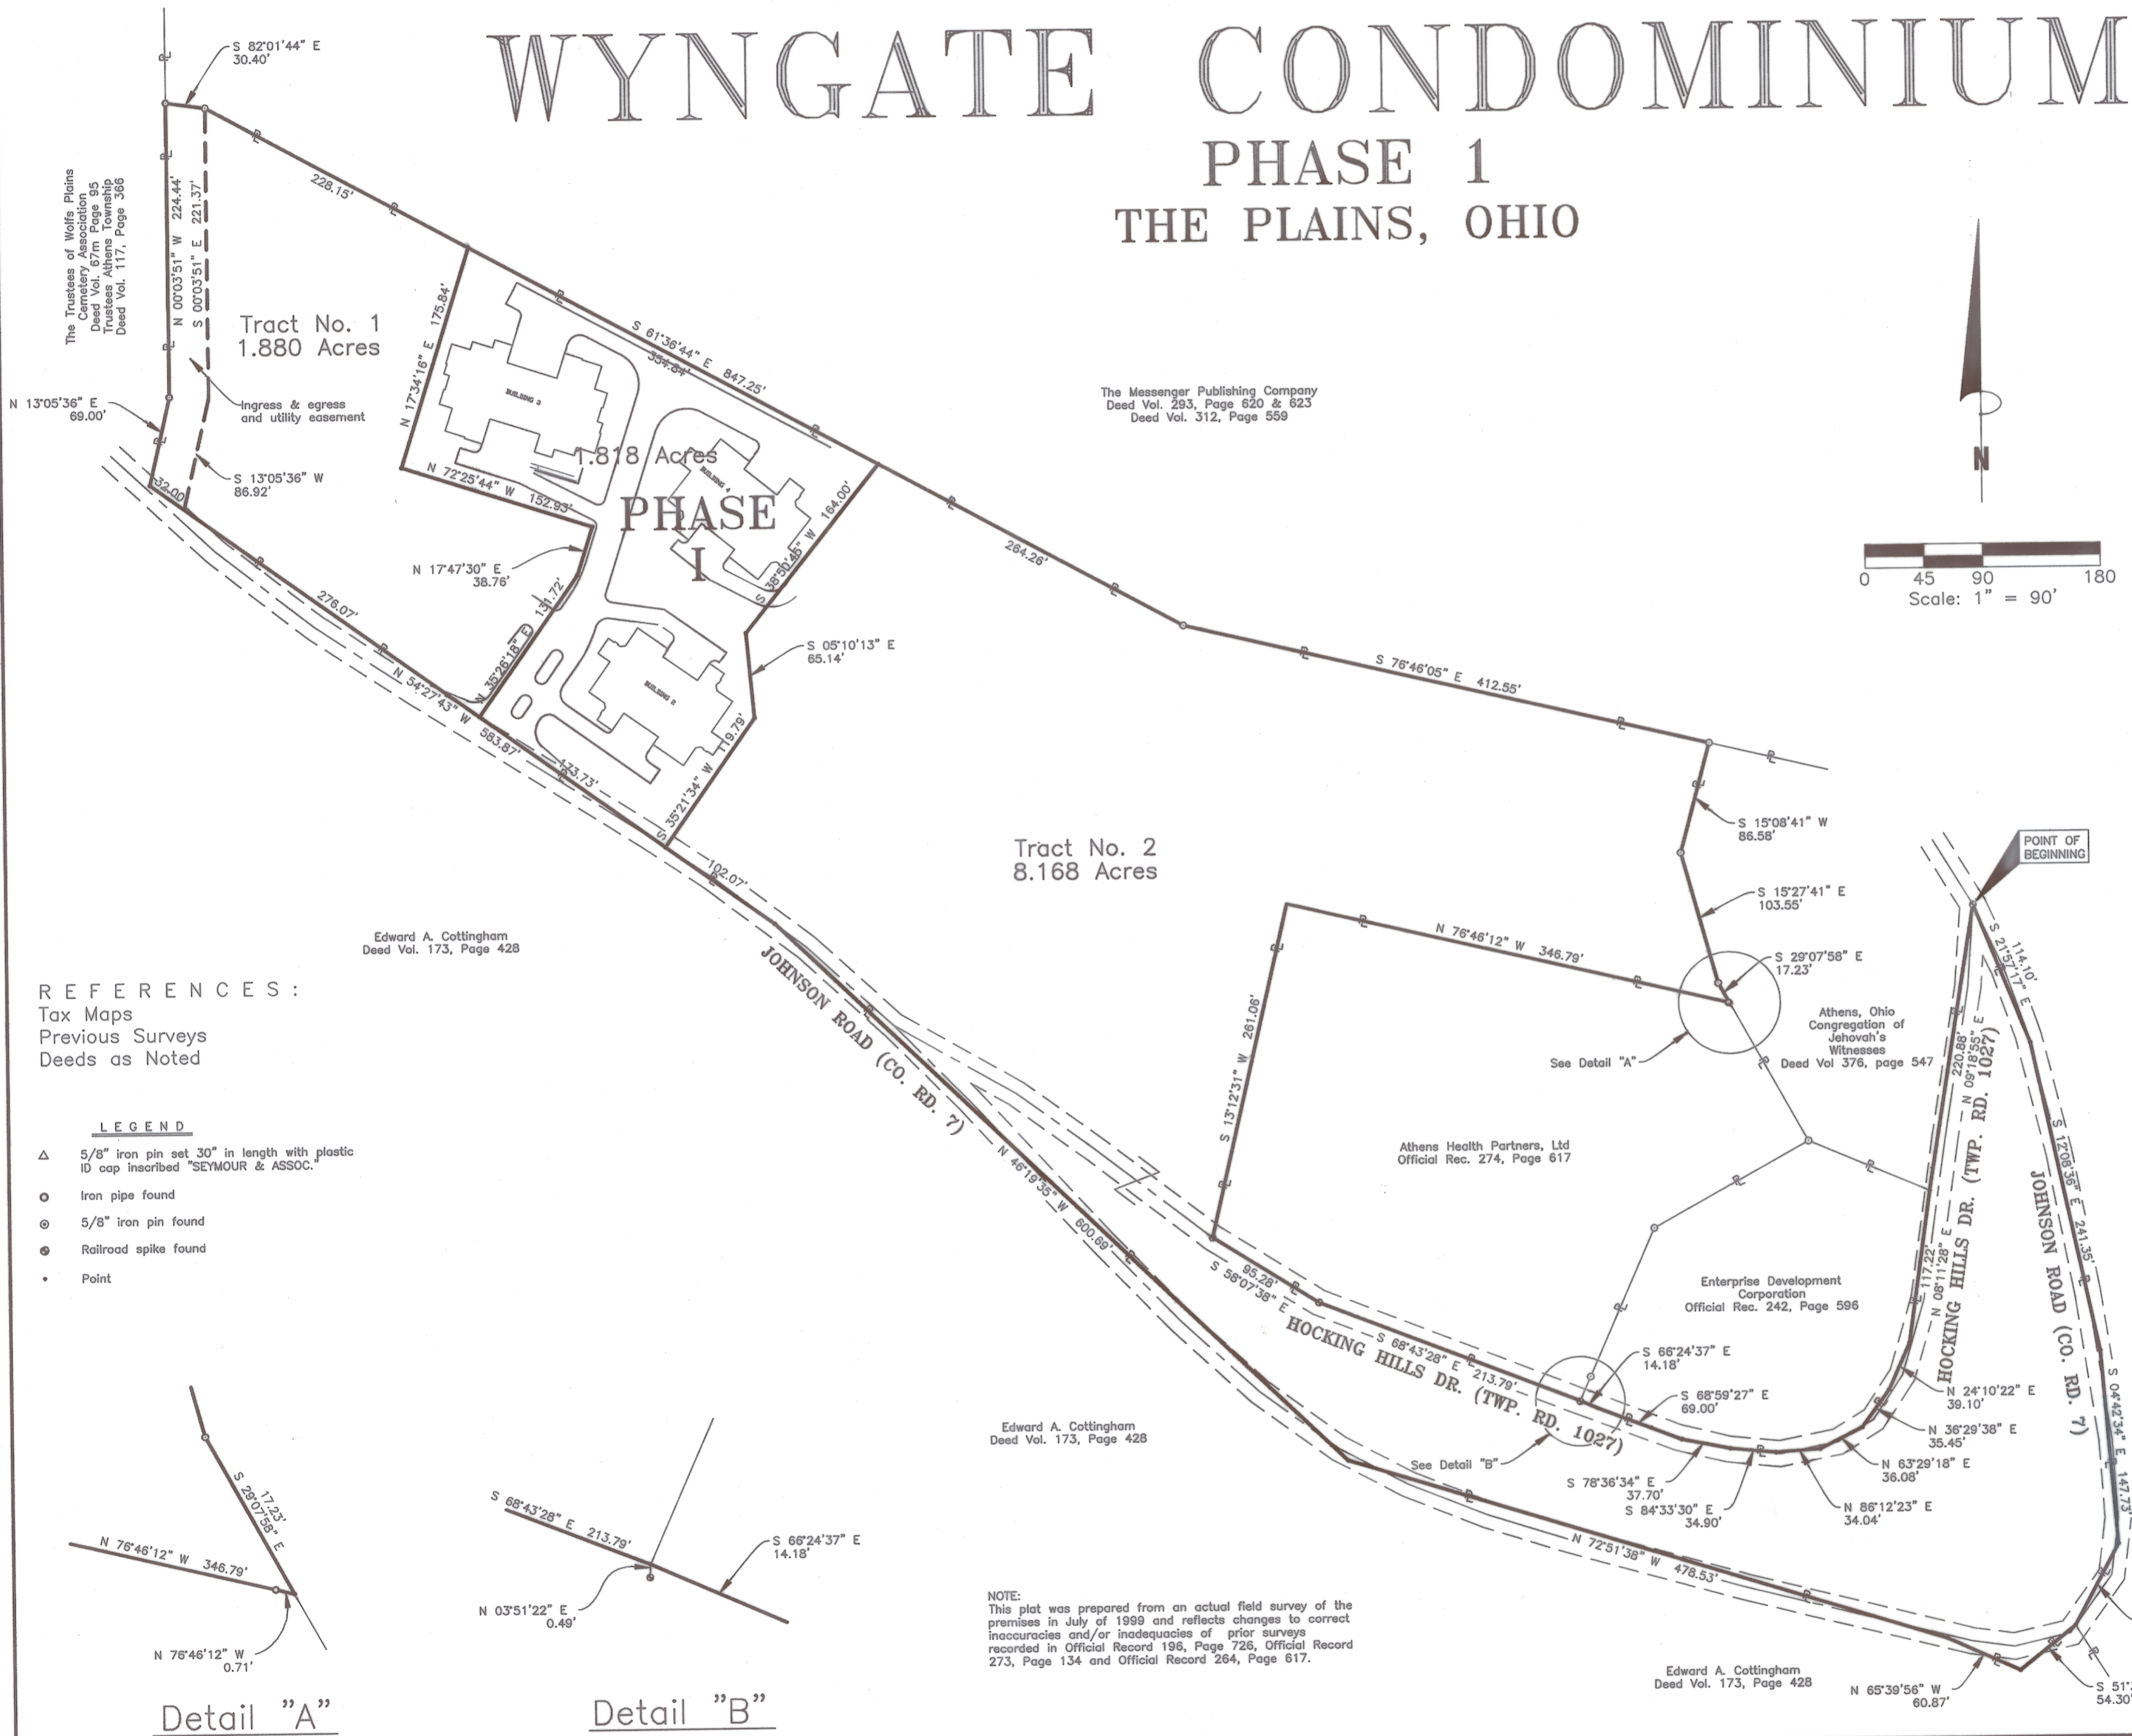 WYNGATE CONDOMINIUM
PHASE 1
THE PLAINS, OHIO
S 82°01'44" E
30.40'
228.15'
The Trustees of Wolfs Plains
Cemetery Association
Deed Vol. 67m Page 95
Trustees Athens Township
Deed Vol. 117, Page 366
N 00°03'51" W 224.44'
S 00°03'51" E 221.37'
Tract No. 1
1.880 Acres
N 17°34'16" E 175.84'
S 61°36'44" E 847.25'
354.84'
BUILDING 3
The Messenger Publishing Company
Deed Vol. 293, Page 620 & 623
Deed Vol. 312, Page 559
N 13°05'36" E
69.00'
Ingress & egress
and utility easement
S 13°05'36" W
86.92'
32.00'
N 72°25'44" W 152.93'
1.818 Acres
BUILDING 4
PHASE
I
S 38°50'45" W 164.00'
264.26'
N
0 45 90 180
Scale: 1" = 90'
N 17°47'30" E
38.76'
276.07'
131.72'
N 35°26'18" E
S 05°10'13" E
65.14'
BUILDING 2
N 54°27'43" W
583.87'
173.73'
S 35°21'34" W 119.79'
S 76°46'05" E 412.55'
S 15°08'41" W
86.58'
POINT OF
BEGINNING
Tract No. 2
8.168 Acres
102.07'
S 15°27'41" E
103.55'
Edward A. Cottingham
Deed Vol. 173, Page 428
JOHNSON ROAD (CO. RD. 7)
N 76°46'12" W 346.79'
S 29°07'58" E
17.23'
114.10'
S 21°57'17" E
REFERENCES:
Tax Maps
Previous Surveys
Deeds as Noted
S 13°12'31" W 261.06'
See Detail "A"
Athens, Ohio
Congregation of
Jehovah's
Witnesses
Deed Vol 376, page 547
220.88'
N 09°18'55" E
LEGEND
5/8" iron pin set 30" in length with plastic
ID cap inscribed "SEYMOUR & ASSOC."
Iron pipe found
5/8" iron pin found
Railroad spike found
Point
N 46°19'35" W 600.69'
Athens Health Partners, Ltd
Official Rec. 274, Page 617
S 12°08'36" E 241.35'
JOHNSON ROAD (CO. RD. 7)
HOCKING HILLS DR. (TWP. RD. 1027)
117.22'
N 08°11'28" E
95.28'
S 58°07'38" E
Enterprise Development
Corporation
Official Rec. 242, Page 596
HOCKING HILLS DR. (TWP. RD. 1027)
S 68°43'28" E 213.79'
S 66°24'37" E
14.18'
S 68°59'27" E
69.00'
N 24°10'22" E
39.10'
N 36°29'38" E
35.45'
S 04°42'34" E 147.73'
Edward A. Cottingham
Deed Vol. 173, Page 428
See Detail "B"
N 63°29'18" E
36.08'
S 78°36'34" E
37.70'
S 84°33'30" E
34.90'
N 86°12'23" E
34.04'
N 72°51'38" W
478.53'
S 29°07'58" E
17.23'
N 76°46'12" W 346.79'
N 76°46'12" W
0.71'
Detail "A"
S 68°43'28" E 213.79'
S 66°24'37" E
14.18'
N 03°51'22" E
0.49'
Detail "B"
NOTE:
This plat was prepared from an actual field survey of the
premises in July of 1999 and reflects changes to correct
inaccuracies and/or inadequacies of prior surveys
recorded in Official Record 196, Page 726, Official Record
273, Page 134 and Official Record 264, Page 617.
Edward A. Cottingham
Deed Vol. 173, Page 428
N 65°39'56" W
60.87'
S 51°
54.30'